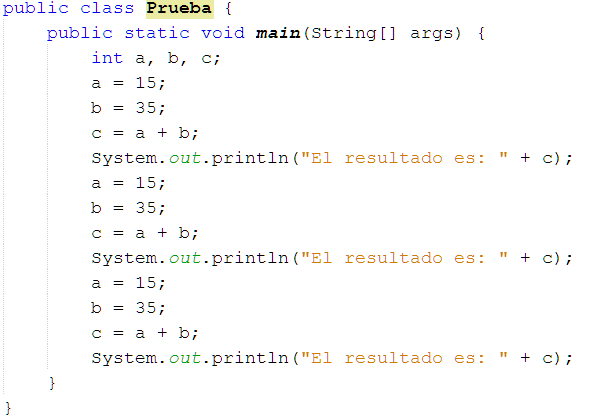 public class Prueba {
    public static void main(String[] args) {
        int a, b, c;
        a = 15;
        b = 35;
        c = a + b;
        System.out.println("El resultado es: " + c);
        a = 15;
        b = 35;
        c = a + b;
        System.out.println("El resultado es: " + c);
        a = 15;
        b = 35;
        c = a + b;
        System.out.println("El resultado es: " + c);
    }
}